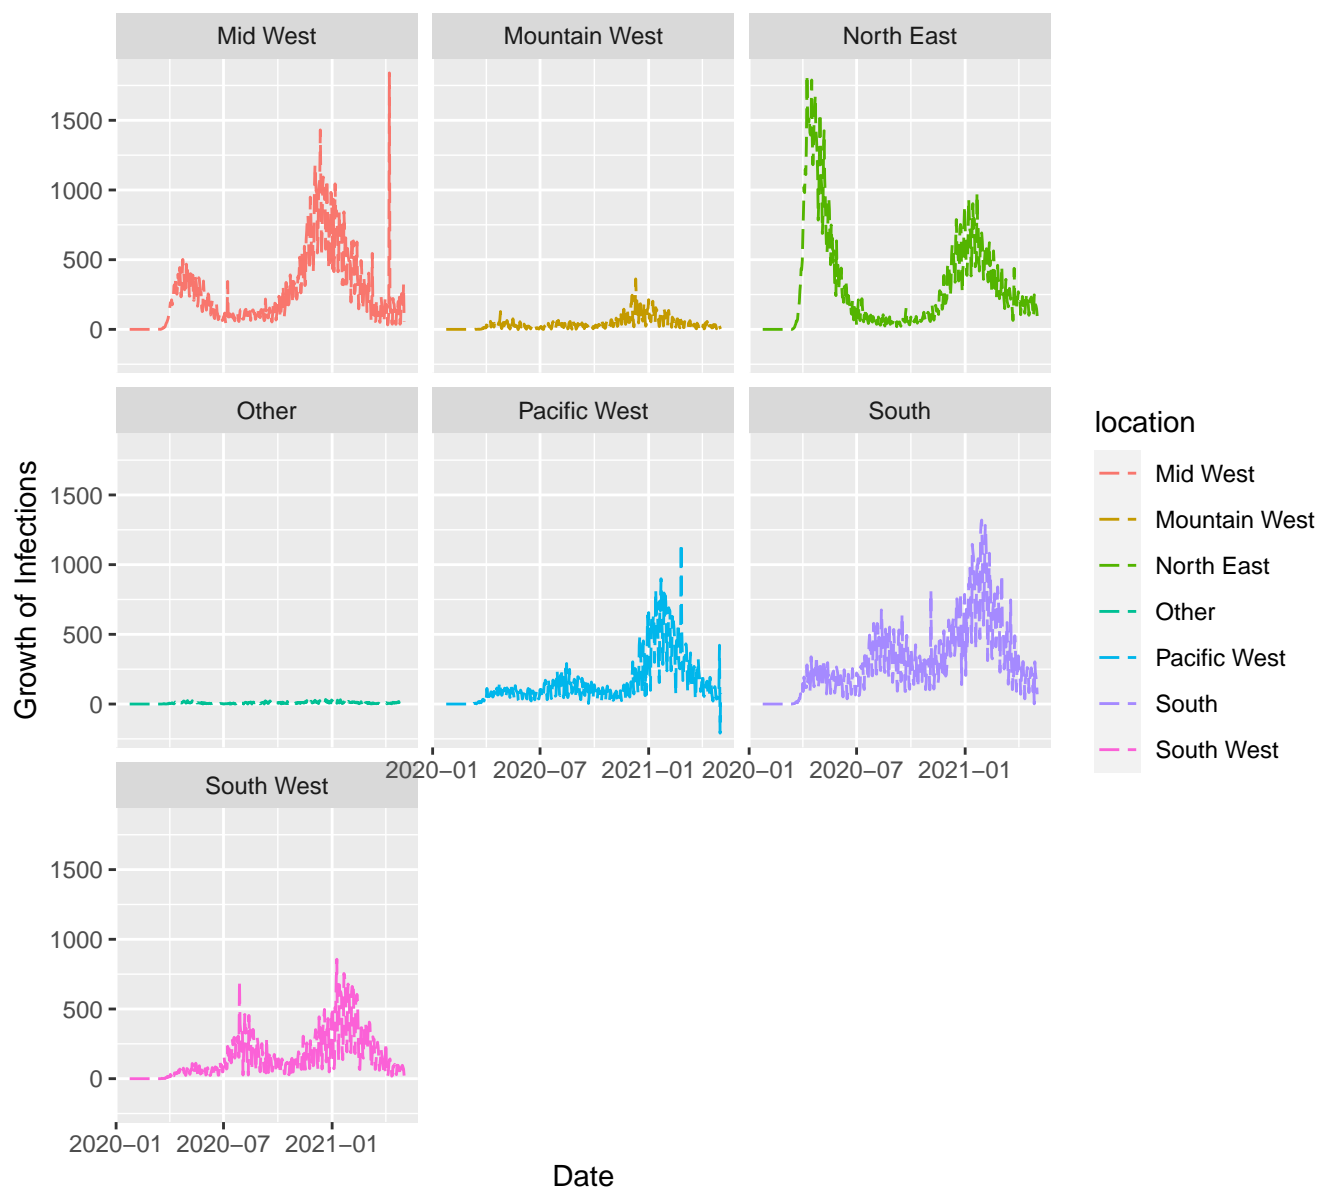 Mid West
Mountain West
North East
1500
1000
500
0
Other
Pacific West
South
1500
1000
500
0
2020−01
2020−07
2021−01
2020−01
2020−07
2021−01
South West
1500
1000
500
0
2020−01
2020−07
2021−01
Date
Growth of Infections
location
Mid West
Mountain West
North East
Other
Pacific West
South
South West